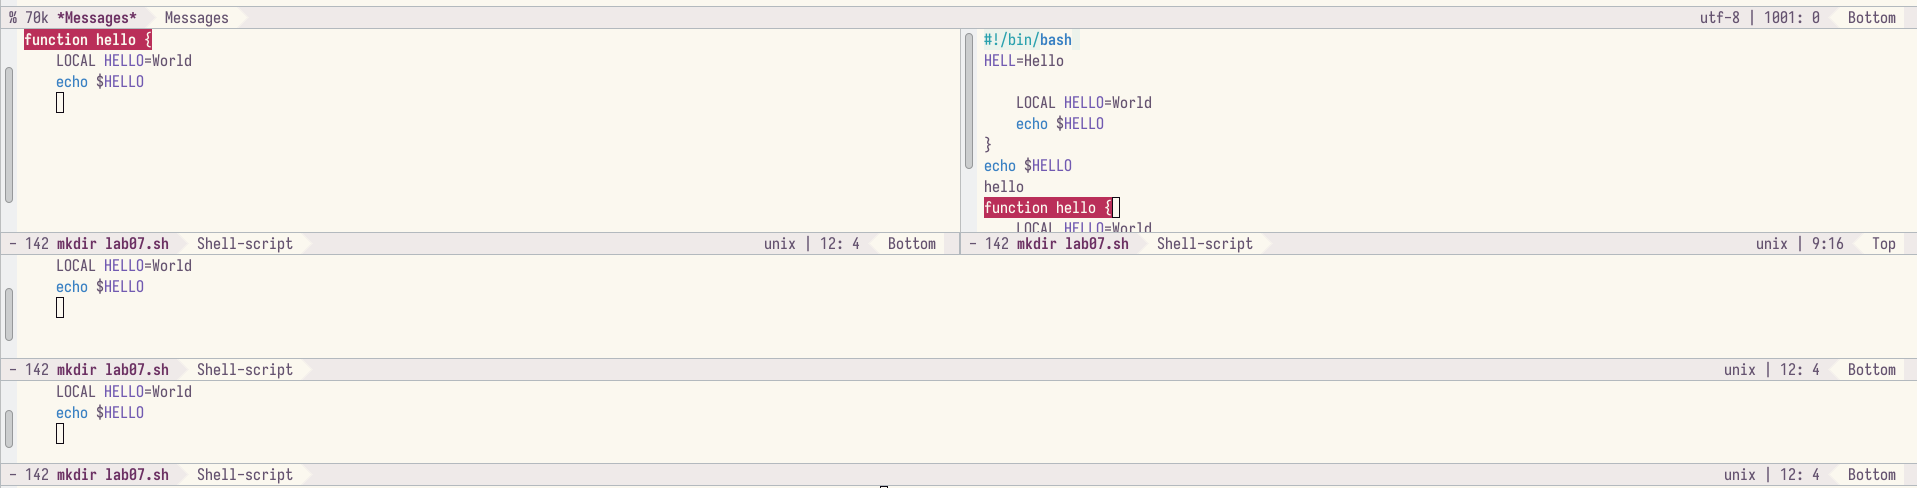 % 70k *Messages* Messages utf-8 | 1001: 0 Bottom
function hello {
    LOCAL HELLO=World
    echo $HELLO
- 142 mkdir lab07.sh Shell-script unix | 12: 4 Bottom
#!/bin/bash
HELL=Hello
    LOCAL HELLO=World
    echo $HELLO
}
echo $HELLO
hello
function hello {
    LOCAL HELLO=World
- 142 mkdir lab07.sh Shell-script unix | 9:16 Top
    LOCAL HELLO=World
    echo $HELLO
- 142 mkdir lab07.sh Shell-script unix | 12: 4 Bottom
    LOCAL HELLO=World
    echo $HELLO
- 142 mkdir lab07.sh Shell-script unix | 12: 4 Bottom